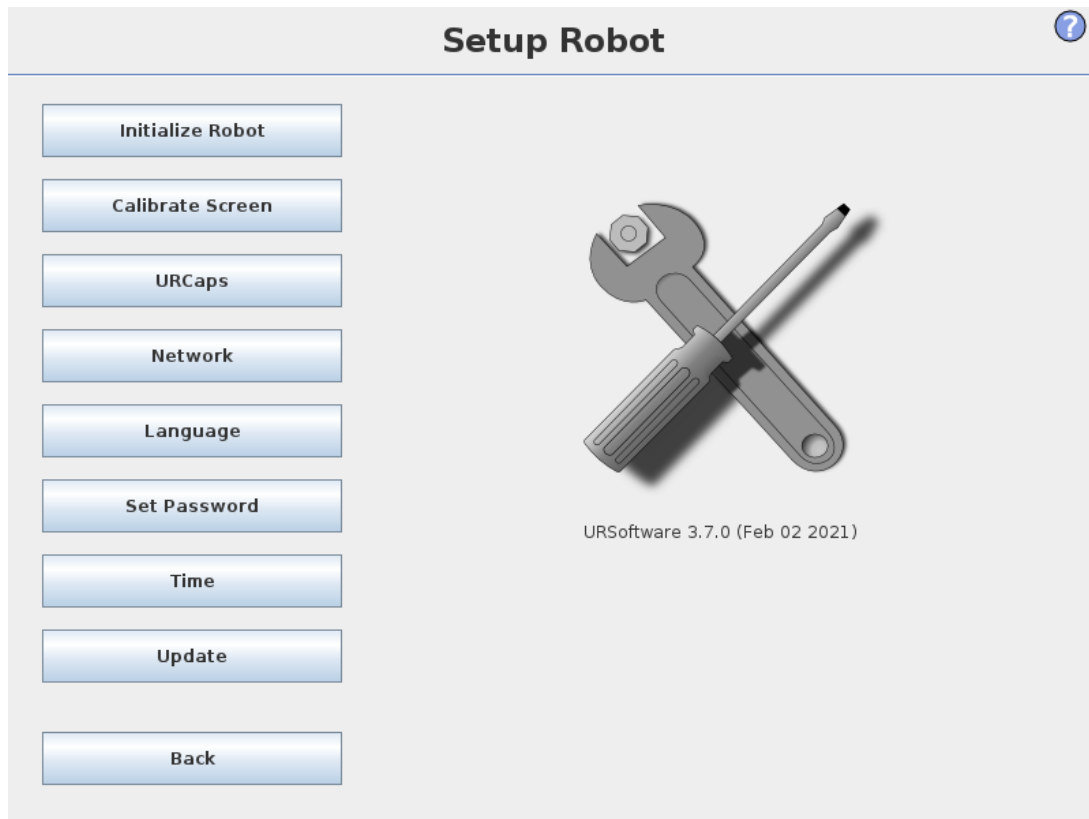 Setup Robot
?
Initialize Robot
Calibrate Screen
URCaps
Network
Language
Set Password
Time
Update
Back
URSoftware 3.7.0 (Feb 02 2021)